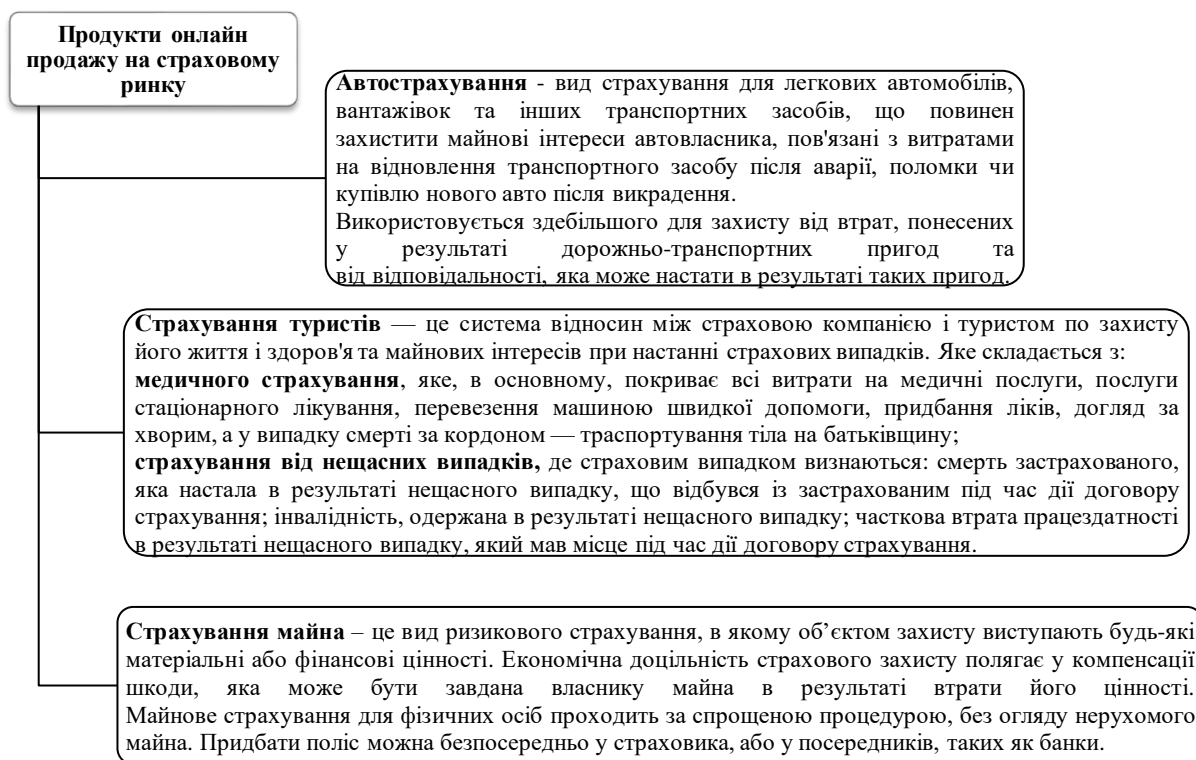 Продукти онлайн
продажу на страховому
ринку
Автострахування - вид страхування для легкових автомобілів,
вантажівок та інших транспортних засобів, що повинен
захистити майнові інтереси автовласника, пов'язані з витратами
на відновлення транспортного засобу після аварії, поломки чи
купівлю нового авто після викрадення.
Використовується здебільшого для захисту від втрат, понесених
у результаті дорожньо-транспортних пригод та
від відповідальності, яка може настати в результаті таких пригод.
Страхування туристів — це система відносин між страховою компанією і туристом по захисту
його життя і здоров'я та майнових інтересів при настанні страхових випадків. Яке складається з:
медичного страхування, яке, в основному, покриває всі витрати на медичні послуги, послуги
стаціонарного лікування, перевезення машиною швидкої допомоги, придбання ліків, догляд за
хворим, а у випадку смерті за кордоном — траспортування тіла на батьківщину;
страхування від нещасних випадків, де страховим випадком визнаються: смерть застрахованого,
яка настала в результаті нещасного випадку, що відбувся із застрахованим під час дії договору
страхування; інвалідність, одержана в результаті нещасного випадку; часткова втрата працездатності
в результаті нещасного випадку, який мав місце під час дії договору страхування.
Страхування майна – це вид ризикового страхування, в якому об’єктом захисту виступають будь-які
матеріальні або фінансові цінності. Економічна доцільність страхового захисту полягає у компенсації
шкоди, яка може бути завдана власнику майна в результаті втрати його цінності.
Майнове страхування для фізичних осіб проходить за спрощеною процедурою, без огляду нерухомого
майна. Придбати поліс можна безпосередньо у страховика, або у посередників, таких як банки.